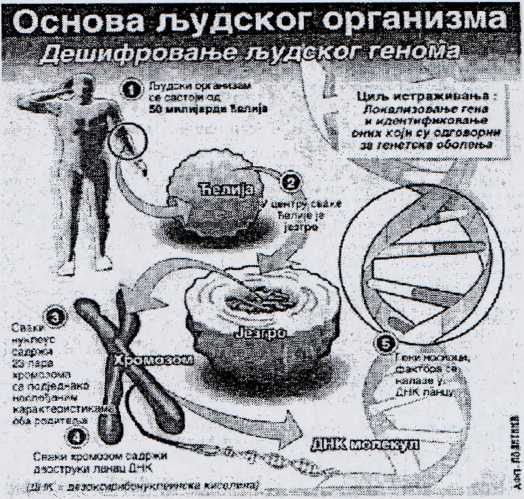 Основа људског организма
Дешифровање људског генома
1
Људски организам
се састоји од
50 милијарди ћелија
Циљ истраживања :
Локализовање гена
и идентификовање
оних који су одговорни
за генетска обољења
Ћелија
2
У центру сваке
ћелије је
језгро
Језгро
3
Сваки
нуклеус
садржи
23 пара
хромозома
са подједнако
наслеђеним
карактеристикама
оба родитеља
Хромозом
4
Сваки хромозом садржи
двоструки ланац ДНК
5
Гени носиоци,
фактора се
налазе у
ДНК ланцу
ДНК молекул
(ДНК = дезоксирибонуклеинска киселина)
АФП